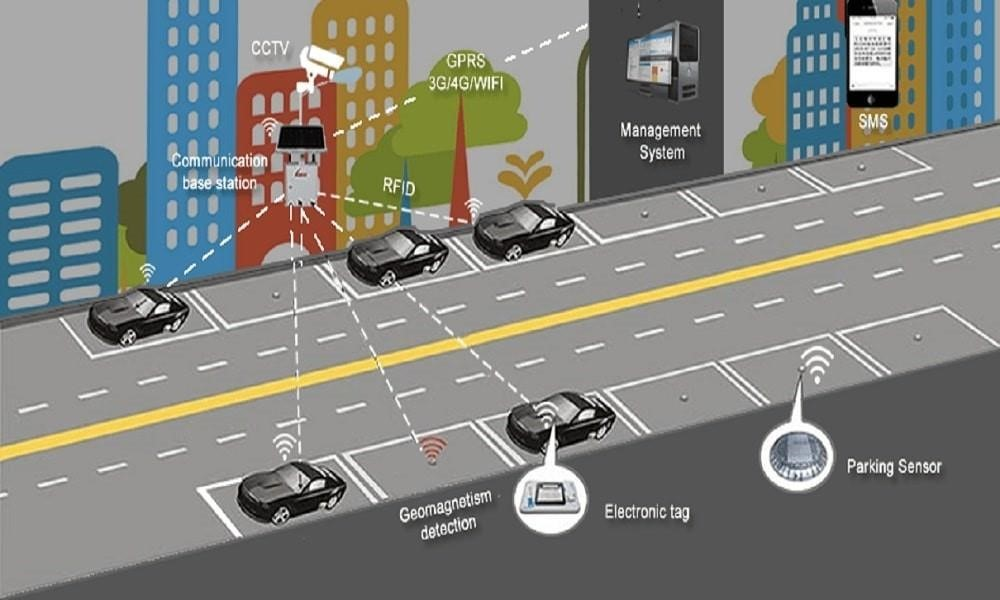 CCTV
GPRS
3G/4G/WIFI
Management
System
SMS
Communication
base station
RFID
Geomagnetism
detection
Electronic tag
Parking Sensor